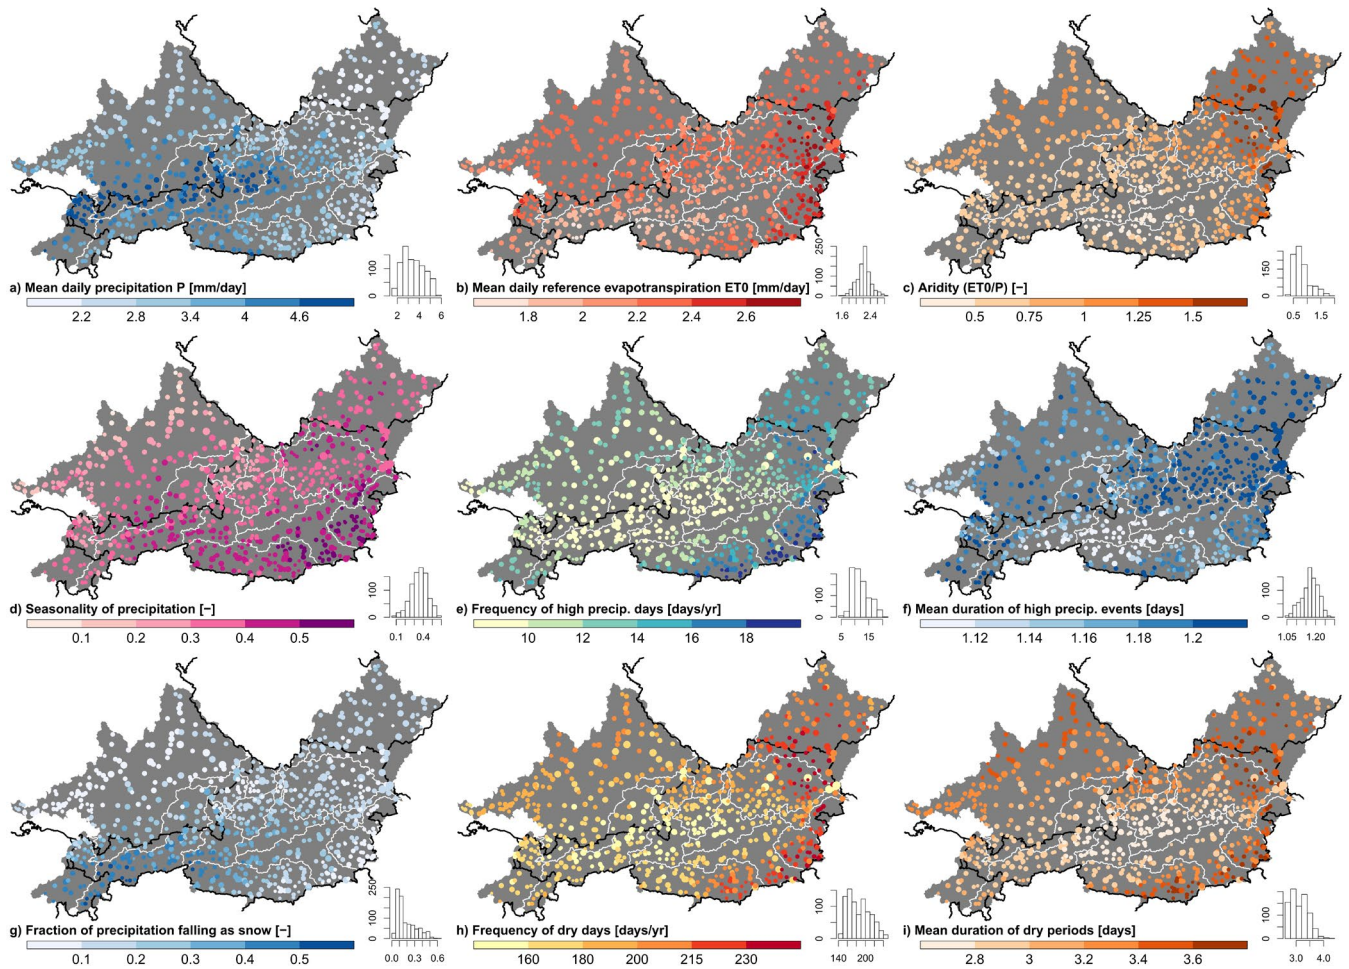 100
0
2 4 6
a) Mean daily precipitation P [mm/day]
2.2 2.8 3.4 4 4.6
250
100
0
1.6 2.4
b) Mean daily reference evapotranspiration ET0 [mm/day]
1.8 2 2.2 2.4 2.6
150
0
0.5 1.5
c) Aridity (ET0/P) [−]
0.5 0.75 1 1.25 1.5
100
0
0.1 0.4
d) Seasonality of precipitation [−]
0.1 0.2 0.3 0.4 0.5
100
0
5 15
e) Frequency of high precip. days [days/yr]
10 12 14 16 18
100
0
1.05 1.20
f) Mean duration of high precip. events [days]
1.12 1.14 1.16 1.18 1.2
250
100
0
0.0 0.3 0.6
g) Fraction of precipitation falling as snow [−]
0.1 0.2 0.3 0.4 0.5
100
0
140 200
h) Frequency of dry days [days/yr]
160 180 200 215 230
100
0
3.0 4.0
i) Mean duration of dry periods [days]
2.8 3 3.2 3.4 3.6